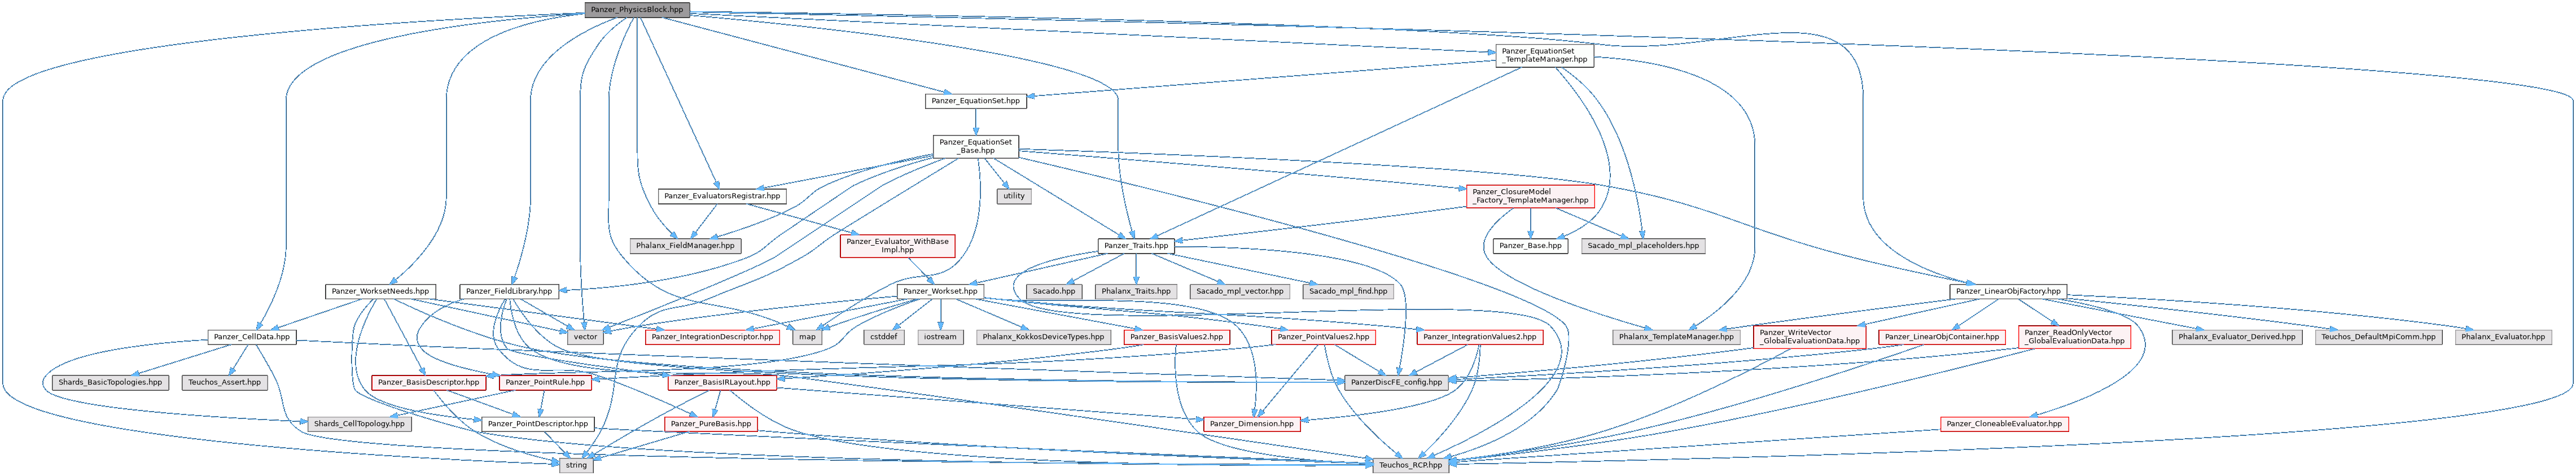 Panzer_PhysicsBlock.hpp
Panzer_EquationSet
_TemplateManager.hpp
Panzer_EquationSet.hpp
Panzer_EquationSet
_Base.hpp
Panzer_EvaluatorsRegistrar.hpp
utility
Panzer_ClosureModel
_Factory_TemplateManager.hpp
Phalanx_FieldManager.hpp
Panzer_Evaluator_WithBase
Impl.hpp
Panzer_Traits.hpp
Panzer_Base.hpp
Sacado_mpl_placeholders.hpp
Panzer_WorksetNeeds.hpp
Panzer_FieldLibrary.hpp
Panzer_Workset.hpp
Sacado.hpp
Phalanx_Traits.hpp
Sacado_mpl_vector.hpp
Sacado_mpl_find.hpp
Panzer_LinearObjFactory.hpp
Panzer_CellData.hpp
vector
Panzer_IntegrationDescriptor.hpp
map
cstddef
iostream
Phalanx_KokkosDeviceTypes.hpp
Panzer_BasisValues2.hpp
Panzer_PointValues2.hpp
Panzer_IntegrationValues2.hpp
Phalanx_TemplateManager.hpp
Panzer_WriteVector
_GlobalEvaluationData.hpp
Panzer_LinearObjContainer.hpp
Panzer_ReadOnlyVector
_GlobalEvaluationData.hpp
Phalanx_Evaluator_Derived.hpp
Teuchos_DefaultMpiComm.hpp
Phalanx_Evaluator.hpp
Shards_BasicTopologies.hpp
Teuchos_Assert.hpp
Panzer_BasisDescriptor.hpp
Panzer_PointRule.hpp
Panzer_BasisIRLayout.hpp
PanzerDiscFE_config.hpp
Shards_CellTopology.hpp
Panzer_PointDescriptor.hpp
Panzer_PureBasis.hpp
Panzer_Dimension.hpp
Panzer_CloneableEvaluator.hpp
string
Teuchos_RCP.hpp